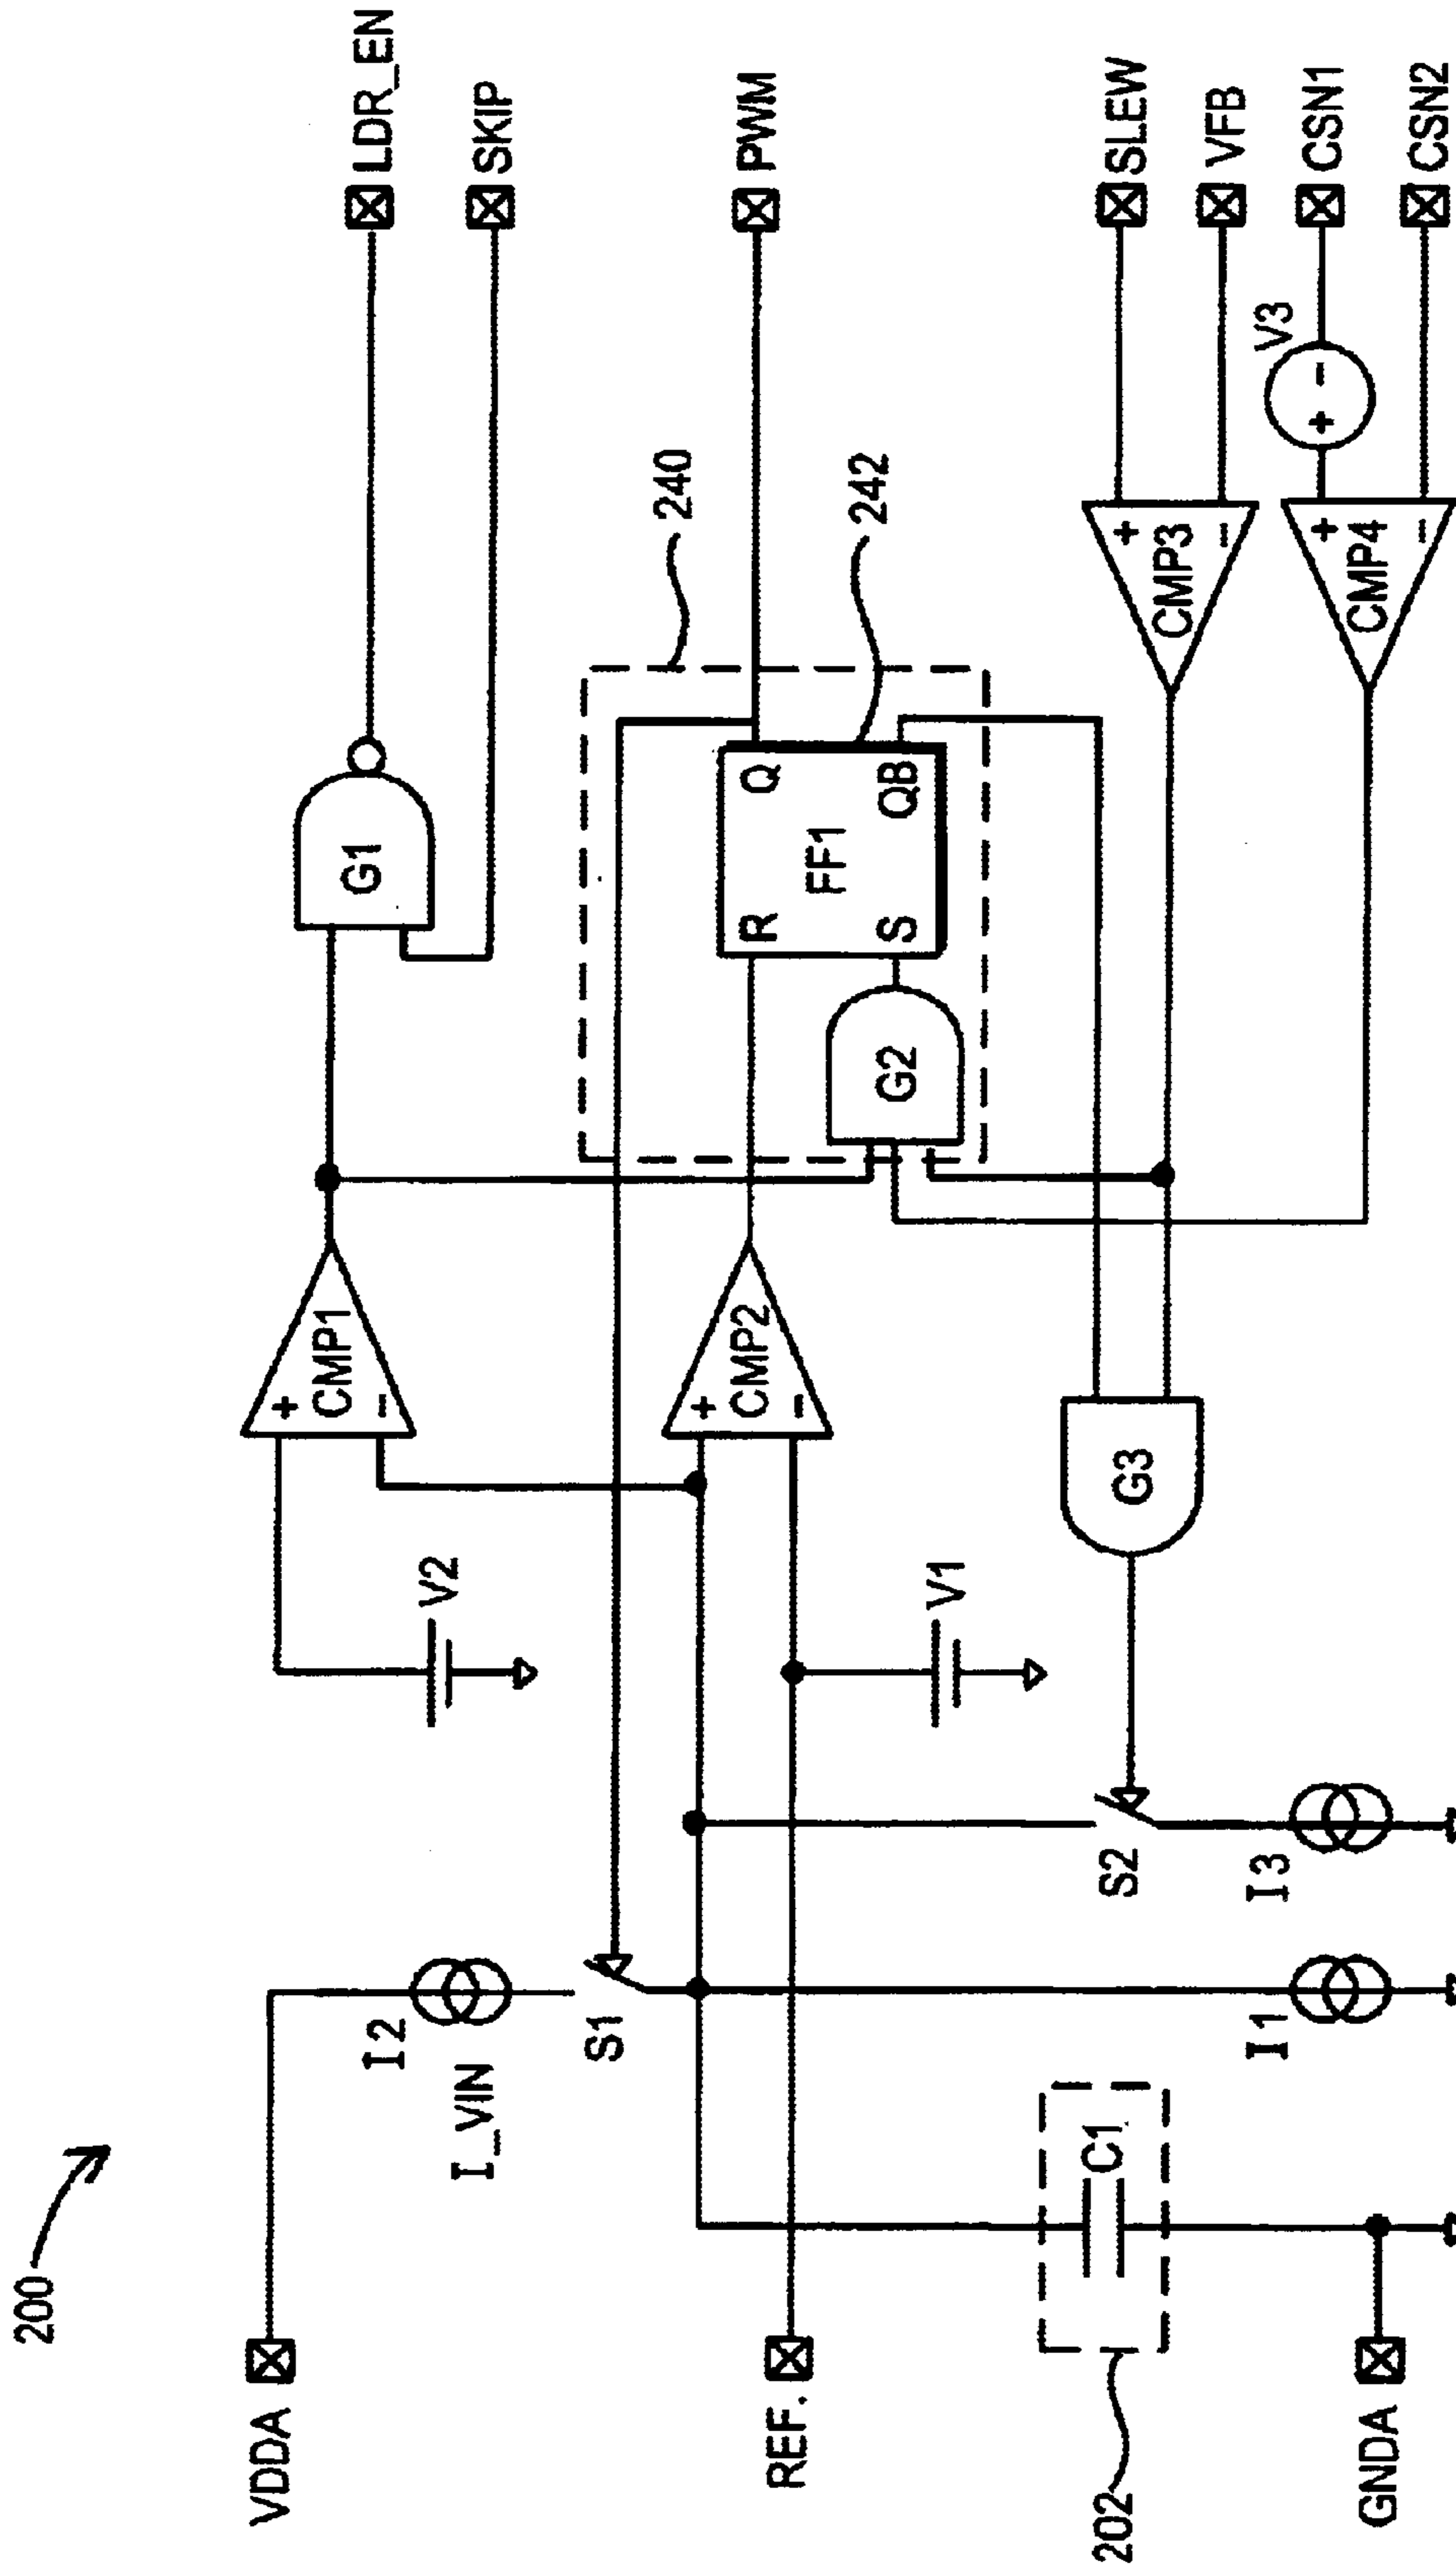 200
VDDA
REF.
202
GNDA
I2
I_VIN
S1
C1
I1
S2
I3
V2
V1
+
-
CMP1
+
-
CMP2
G3
G1
240
G2
R
S
FF1
Q
QB
242
+
-
CMP3
+
-
CMP4
V3
+ -
LDR_EN
SKIP
PWM
SLEW
VFB
CSN1
CSN2